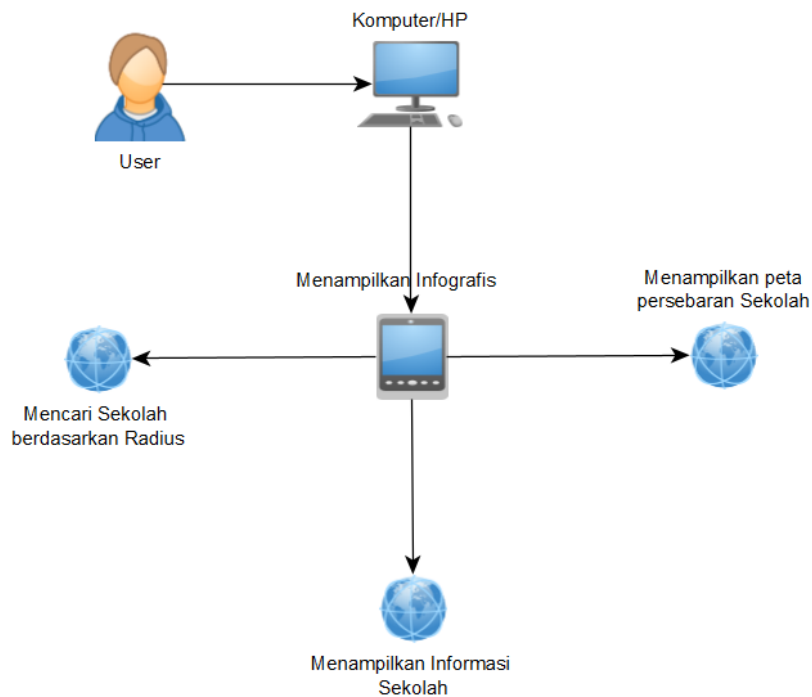 Komputer/HP
User
Menampilkan Infografis
Menampilkan peta
persebaran Sekolah
Mencari Sekolah
berdasarkan Radius
Menampilkan Informasi
Sekolah